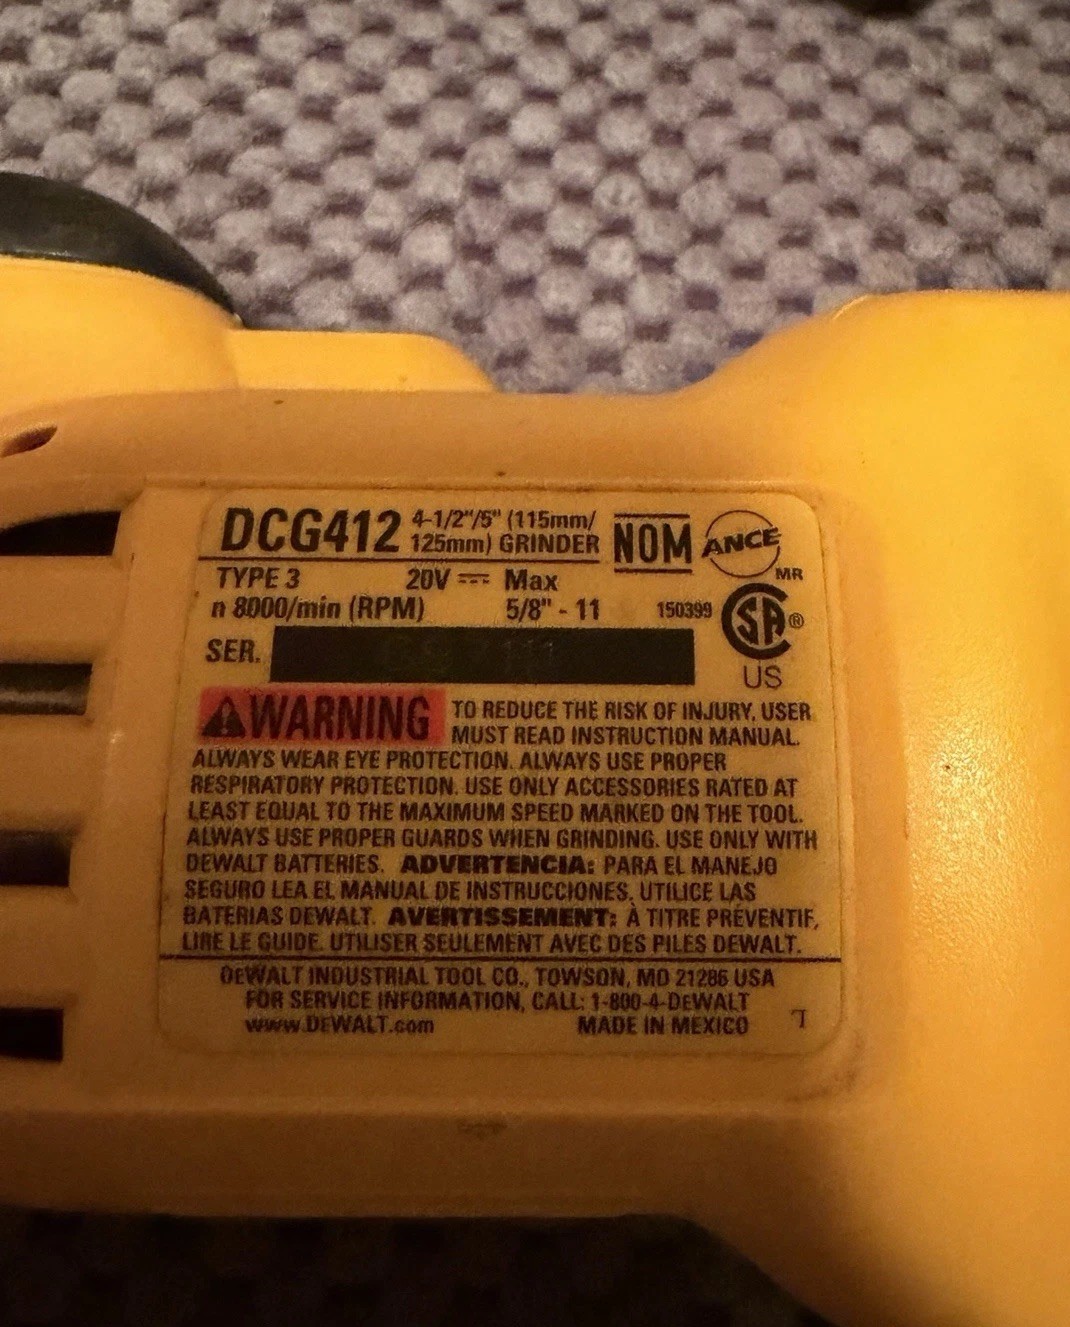 DCG412 4-1/2"/5" (115mm/
125mm) GRINDER
NOM
ANCE
MR
TYPE 3 20V ⎓ Max
n 8000/min (RPM) 5/8" - 11 150399
SA®
US
SER.
⚠WARNING TO REDUCE THE RISK OF INJURY, USER
MUST READ INSTRUCTION MANUAL.
ALWAYS WEAR EYE PROTECTION. ALWAYS USE PROPER
RESPIRATORY PROTECTION. USE ONLY ACCESSORIES RATED AT
LEAST EQUAL TO THE MAXIMUM SPEED MARKED ON THE TOOL.
ALWAYS USE PROPER GUARDS WHEN GRINDING. USE ONLY WITH
DEWALT BATTERIES. ADVERTENCIA: PARA EL MANEJO
SEGURO LEA EL MANUAL DE INSTRUCCIONES. UTILICE LAS
BATERIAS DEWALT. AVERTISSEMENT: À TITRE PRÉVENTIF,
LIRE LE GUIDE. UTILISER SEULEMENT AVEC DES PILES DEWALT.
DEWALT INDUSTRIAL TOOL CO., TOWSON, MD 21286 USA
FOR SERVICE INFORMATION, CALL: 1-800-4-DEWALT
www.DEWALT.com MADE IN MEXICO